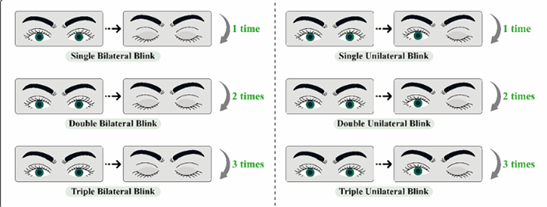 1 time
Single Bilateral Blink
2 times
Double Bilateral Blink
3 times
Triple Bilateral Blink
1 time
Single Unilateral Blink
2 times
Double Unilateral Blink
3 times
Triple Unilateral Blink